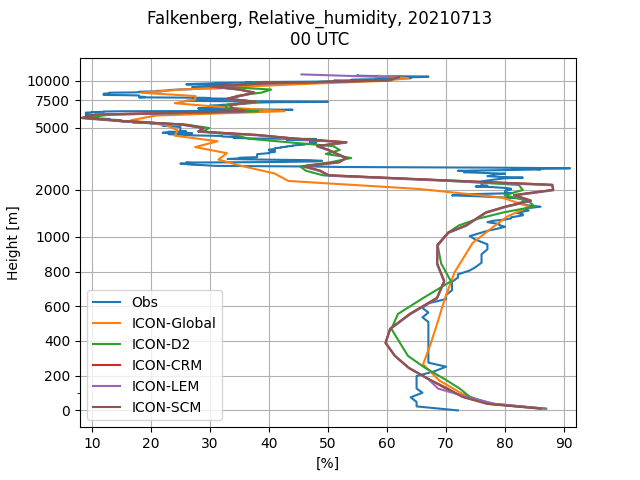 Falkenberg, Relative_humidity, 20210713
00 UTC
Height [m]
10000
7500
5000
2000
1000
800
600
400
200
0
Obs
ICON-Global
ICON-D2
ICON-CRM
ICON-LEM
ICON-SCM
10 20 30 40 50 60 70 80 90
[%]